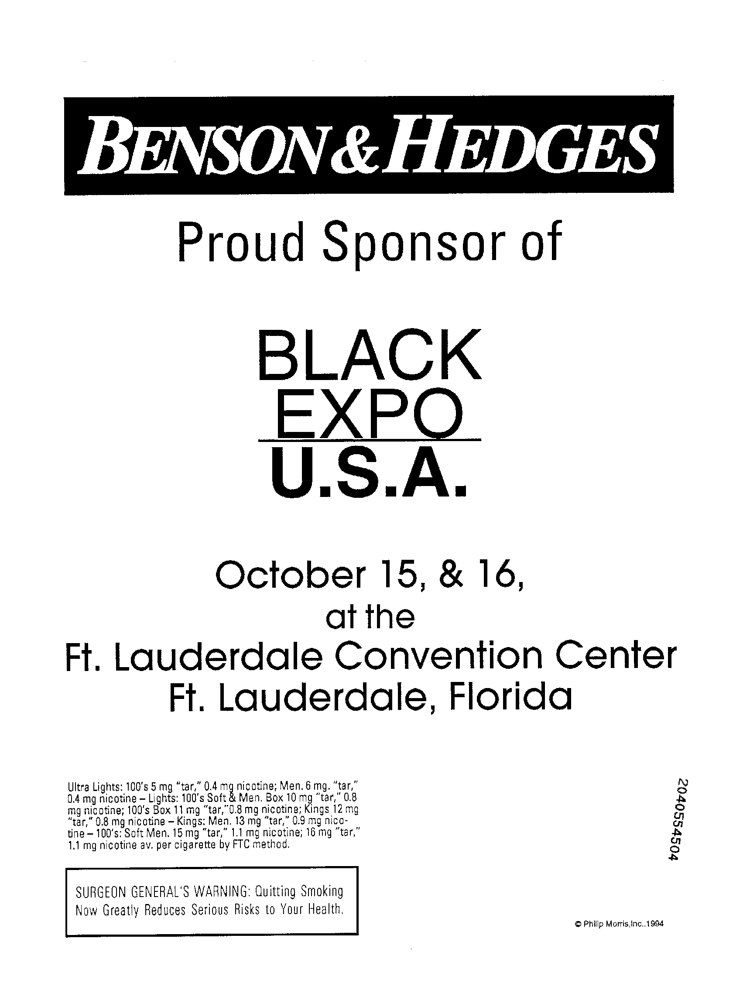 BENSON & HEDGES
Proud Sponsor of
BLACK
EXPO
U.S.A.
October 15, & 16,
at the
Ft. Lauderdale Convention Center
Ft. Lauderdale, Florida
Ultra Lights: 100's 5 mg "tar," 0.4 mg nicotine; Men. 6 mg. "tar,"
0.4 mg nicotine – Lights: 100's Soft & Men. Box 10 mg "tar," 0.8
mg nicotine; 100's Box 11 mg "tar," 0.8 mg nicotine; Kings 12 mg
"tar," 0.8 mg nicotine – Kings: Men. 13 mg "tar," 0.9 mg nico-
tine – 100's: Soft Men. 15 mg "tar," 1.1 mg nicotine; 16 mg "tar,"
1.1 mg nicotine av. per cigarette by FTC method.
SURGEON GENERAL'S WARNING: Quitting Smoking
Now Greatly Reduces Serious Risks to Your Health.
2040554504
© Philip Morris,Inc..1994